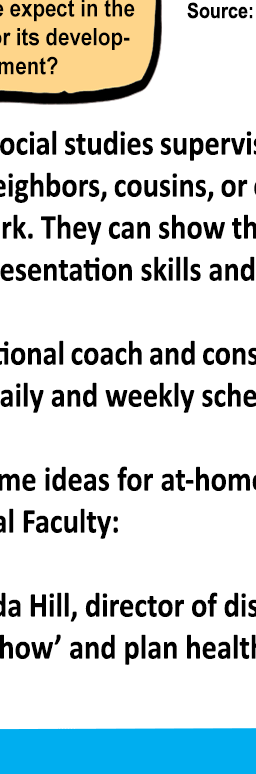 e expect in the
Source:
r its develop-
ment?
ocial studies supervis
eighbors, cousins, or
rk. They can show th
esentation skills and
tional coach and cons
aily and weekly sche
me ideas for at-home
al Faculty:
da Hill, director of dis
how’ and plan health